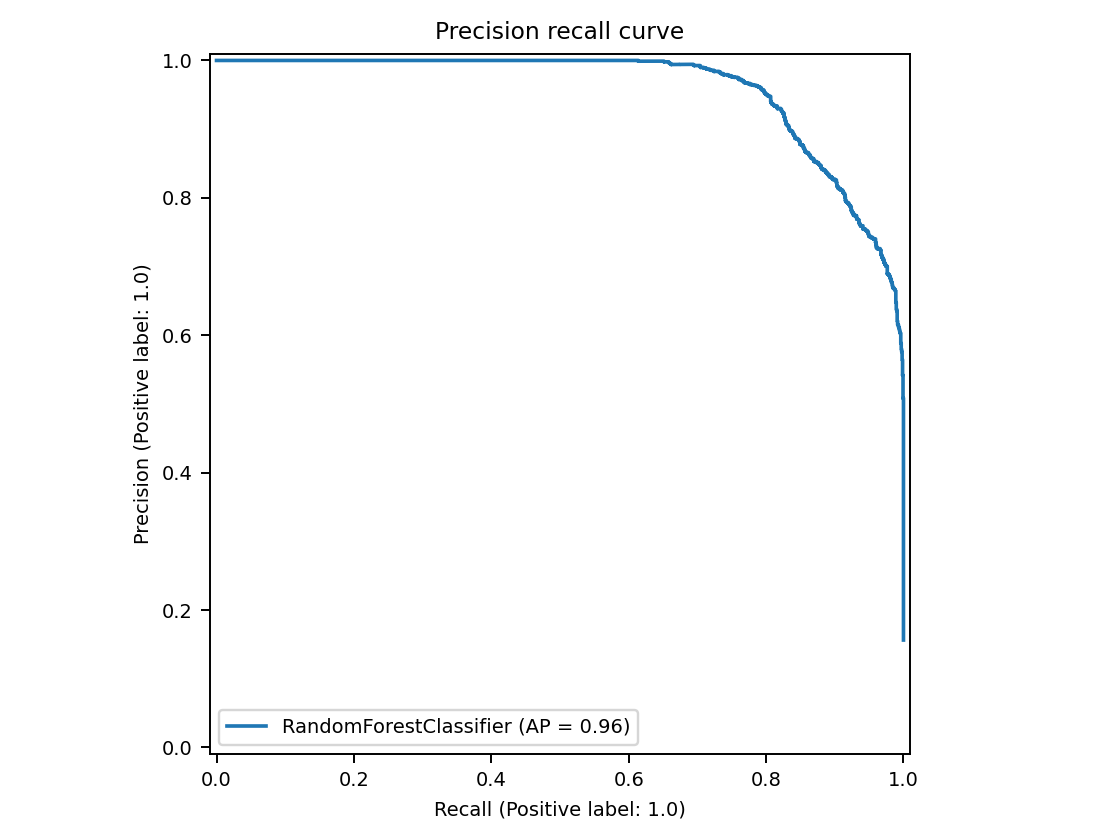 Precision recall curve
1.0
0.8
0.6
0.4
0.2
0.0
Precision (Positive label: 1.0)
RandomForestClassifier (AP = 0.96)
0.0 0.2 0.4 0.6 0.8 1.0
Recall (Positive label: 1.0)